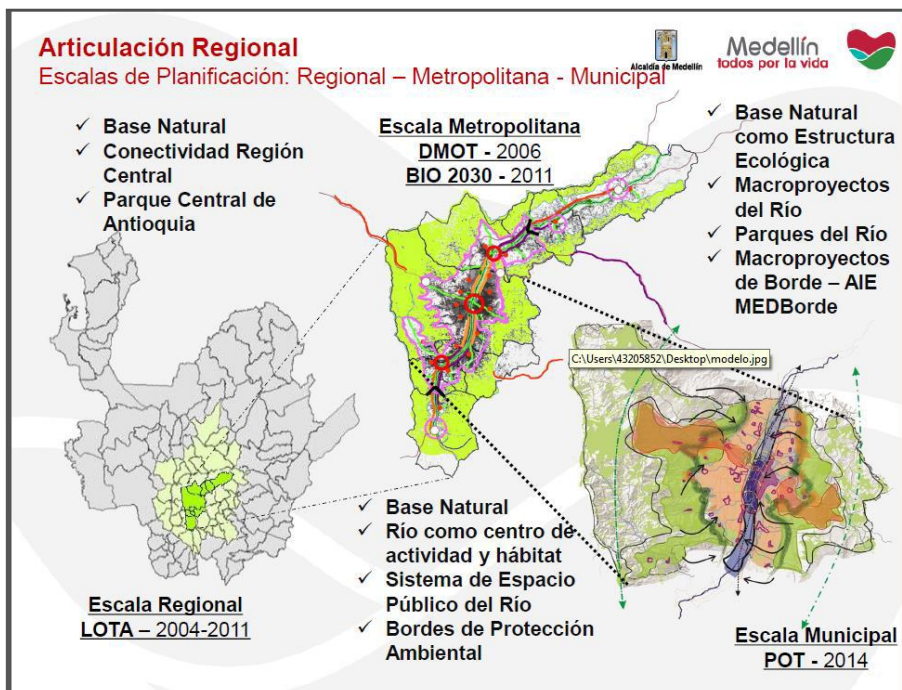 Articulación Regional
Escalas de Planificación: Regional – Metropolitana - Municipal
Alcaldía de Medellín
Medellín
todos por la vida
✓ Base Natural
✓ Conectividad Región
Central
✓ Parque Central de
Antioquia
Escala Metropolitana
DMOT - 2006
BIO 2030 - 2011
✓ Base Natural
como Estructura
Ecológica
✓ Macroproyectos
del Río
✓ Parques del Río
✓ Macroproyectos
de Borde – AIE
MEDBorde
C:\Users\43205852\Desktop\modelo.jpg
✓ Base Natural
✓ Río como centro de
actividad y hábitat
✓ Sistema de Espacio
Público del Río
✓ Bordes de Protección
Ambiental
Escala Regional
LOTA – 2004-2011
Escala Municipal
POT - 2014